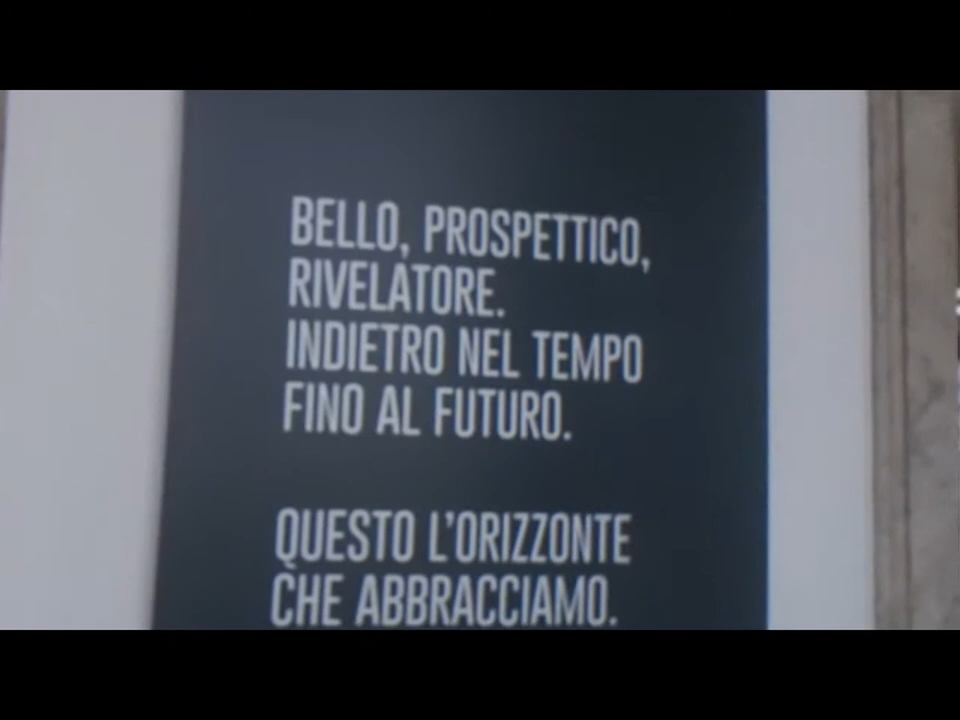 BELLO, PROSPETTICO,
RIVELATORE.
INDIETRO NEL TEMPO
FINO AL FUTURO.
QUESTO L'ORIZZONTE
CHE ABBRACCIAMO.